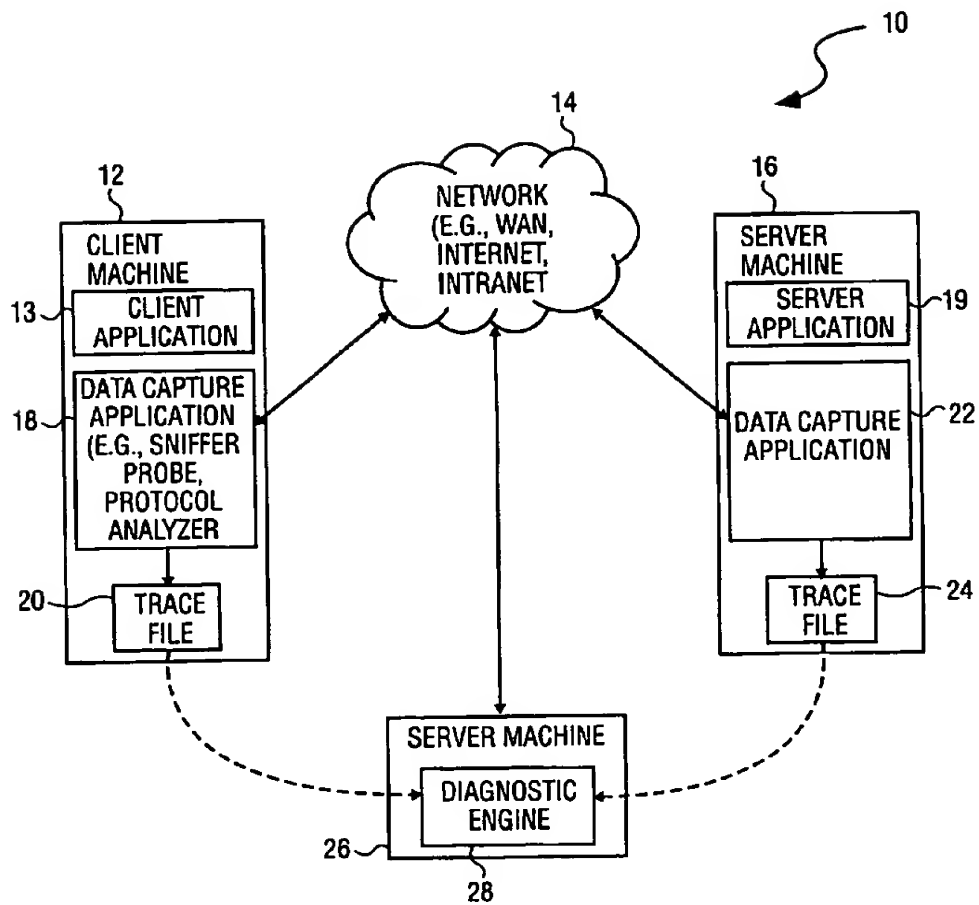 10
14
NETWORK
(E.G., WAN,
INTERNET,
INTRANET
12
CLIENT
MACHINE
13
CLIENT
APPLICATION
18
DATA CAPTURE
APPLICATION
(E.G., SNIFFER
PROBE,
PROTOCOL
ANALYZER
20
TRACE
FILE
16
SERVER
MACHINE
SERVER
APPLICATION
19
DATA CAPTURE
APPLICATION
22
TRACE
FILE
24
SERVER MACHINE
DIAGNOSTIC
ENGINE
26
28